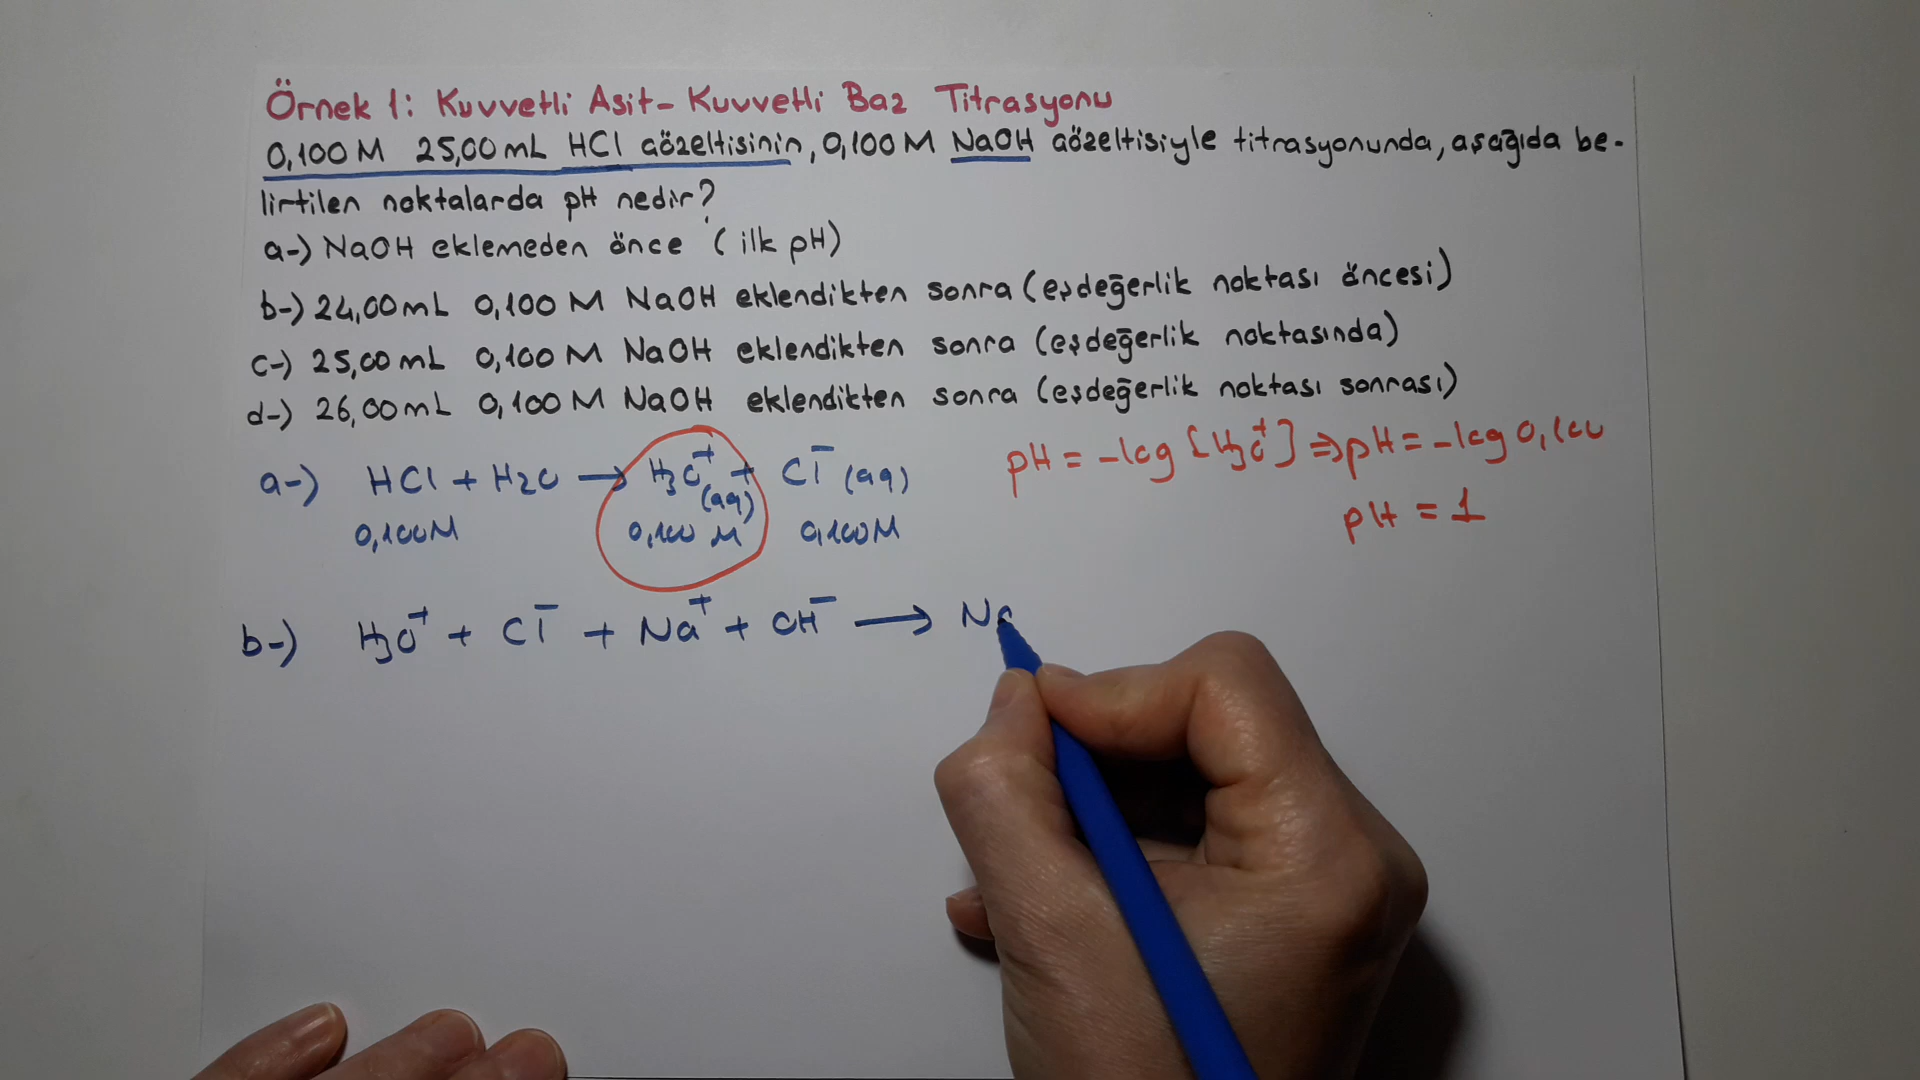 Örnek 1: Kuvvetli Asit-Kuvvetli Baz Titrasyonu
0,100 M 25,00 mL HCl çözeltisinin, 0,100 M NaOH çözeltisiyle titrasyonunda, aşağıda be-
lirtilen noktalarda pH nedir?
a-) NaOH eklemeden önce (ilk pH)
b-) 24,00 mL 0,100 M NaOH eklendikten sonra (eşdeğerlik noktası öncesi)
c-) 25,00 mL 0,100 M NaOH eklendikten sonra (eşdeğerlik noktasında)
d-) 26,00 mL 0,100 M NaOH eklendikten sonra (eşdeğerlik noktası sonrası)
a-) HCl + H2O → H3O⁺(aq) + Cl⁻(aq)
0,100M 0,100 M 0,100M
pH = -log [H3O⁺] ⇒ pH = -log 0,100
pH = 1
b-) H3O⁺ + Cl⁻ + Na⁺ + OH⁻ → Na